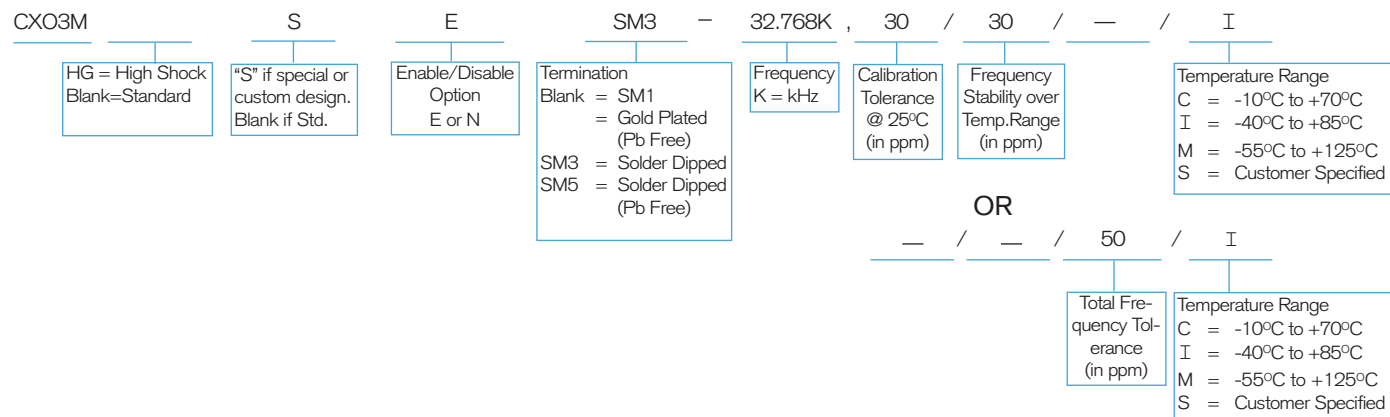 CXO3M S E SM3 – 32.768K , 30 / 30 / — / I
HG = High Shock
Blank=Standard
“S” if special or
custom design.
Blank if Std.
Enable/Disable
Option
E or N
Termination
Blank = SM1
= Gold Plated
(Pb Free)
SM3 = Solder Dipped
SM5 = Solder Dipped
(Pb Free)
Frequency
K = kHz
Calibration
Tolerance
@ 25ºC
(in ppm)
Frequency
Stability over
Temp.Range
(in ppm)
Temperature Range
C = -10ºC to +70ºC
I = -40ºC to +85ºC
M = -55ºC to +125ºC
S = Customer Specified
OR
— / — / 50 / I
Total Fre-
quency Tol-
erance
(in ppm)
Temperature Range
C = -10ºC to +70ºC
I = -40ºC to +85ºC
M = -55ºC to +125ºC
S = Customer Specified